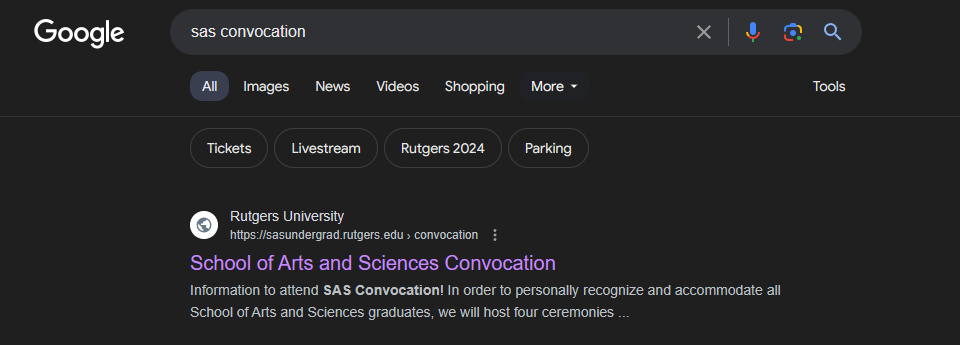 Google
sas convocation
All Images News Videos Shopping More Tools
Tickets Livestream Rutgers 2024 Parking
Rutgers University
https://sasundergrad.rutgers.edu › convocation
School of Arts and Sciences Convocation
Information to attend SAS Convocation! In order to personally recognize and accommodate all
School of Arts and Sciences graduates, we will host four ceremonies ...